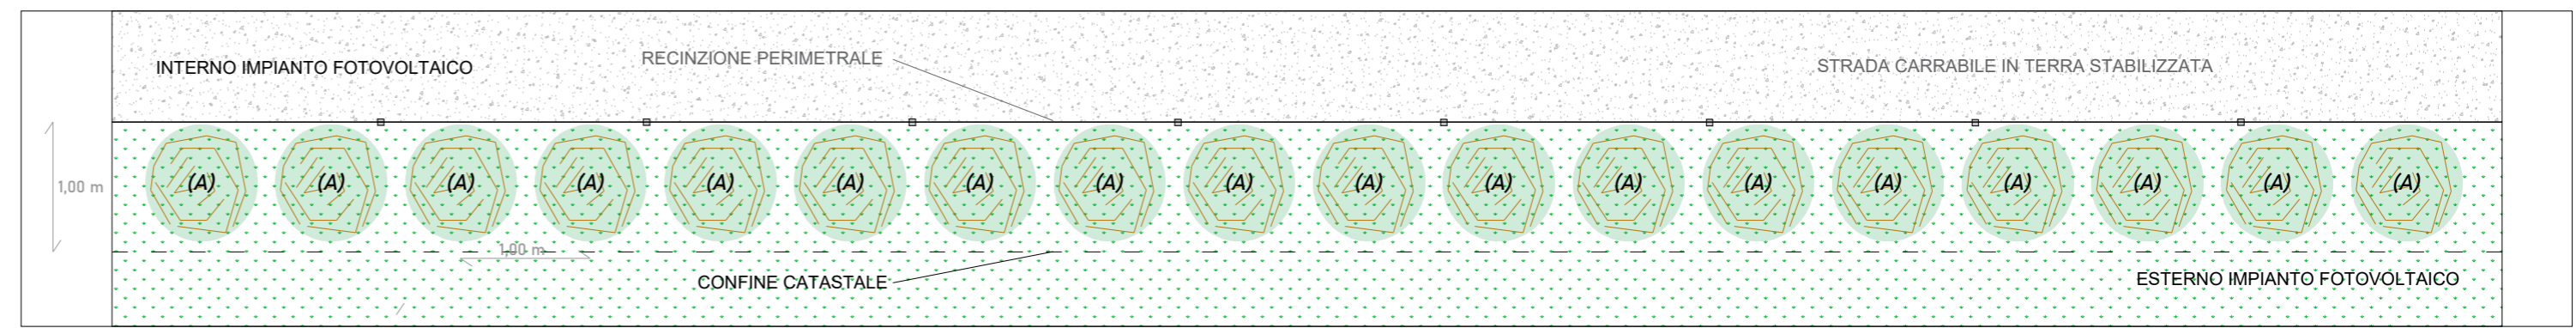 RECINZIONE PERIMETRALE
INTERNO IMPIANTO FOTOVOLTAICO
STRADA CARRABILE IN TERRA STABILIZZATA
1,00 m
(A) (A) (A) (A) (A) (A) (A) (A) (A) (A) (A) (A) (A) (A) (A) (A) (A) (A)
1,00 m
CONFINE CATASTALE
ESTERNO IMPIANTO FOTOVOLTAICO